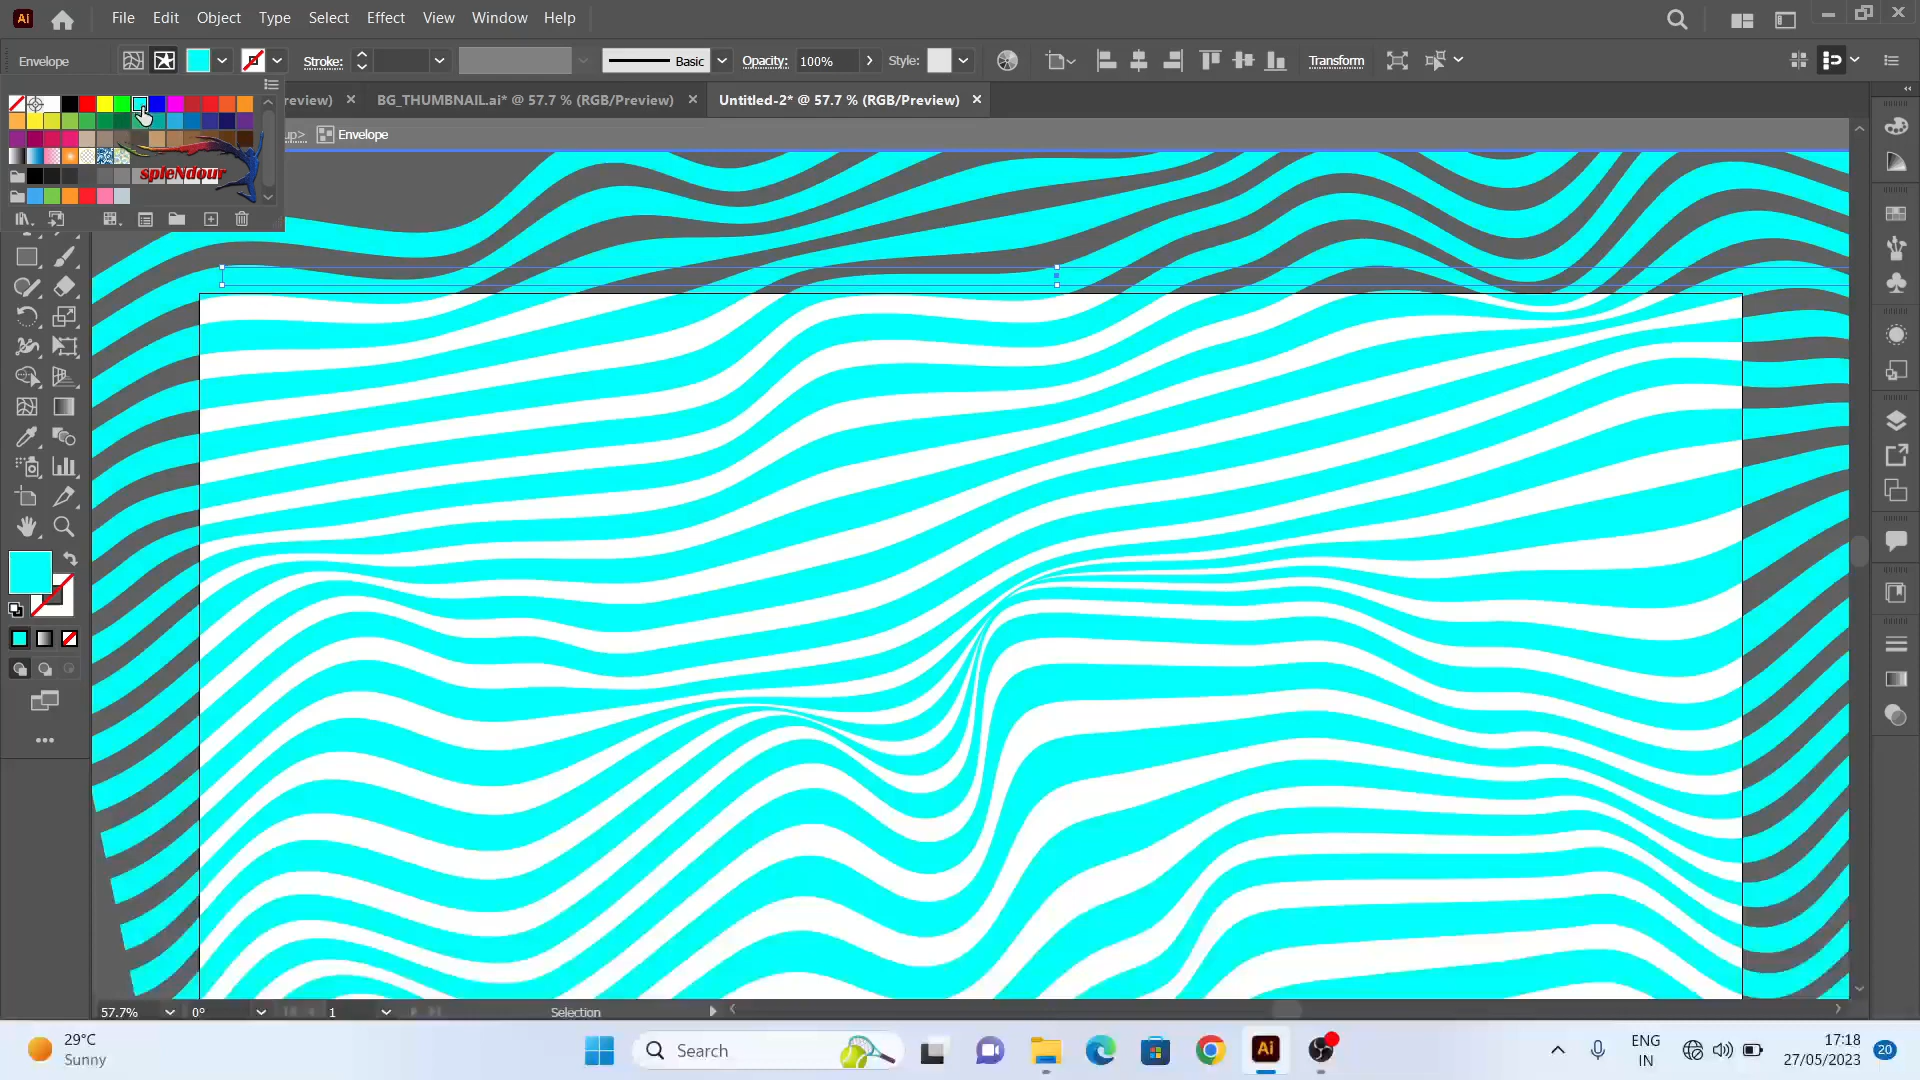 Ai File Edit Object Type Select Effect View Window Help
Envelope Stroke: Basic Opacity: 100% Style: Transform
review) × BG_THUMBNAIL.ai* @ 57.7 % (RGB/Preview) × Untitled-2* @ 57.7 % (RGB/Preview) ×
up> Envelope
spleNdour
57.7% 0° 1 Selection
29°C
Sunny
Search
Ai
ENG
IN
17:18
27/05/2023
20